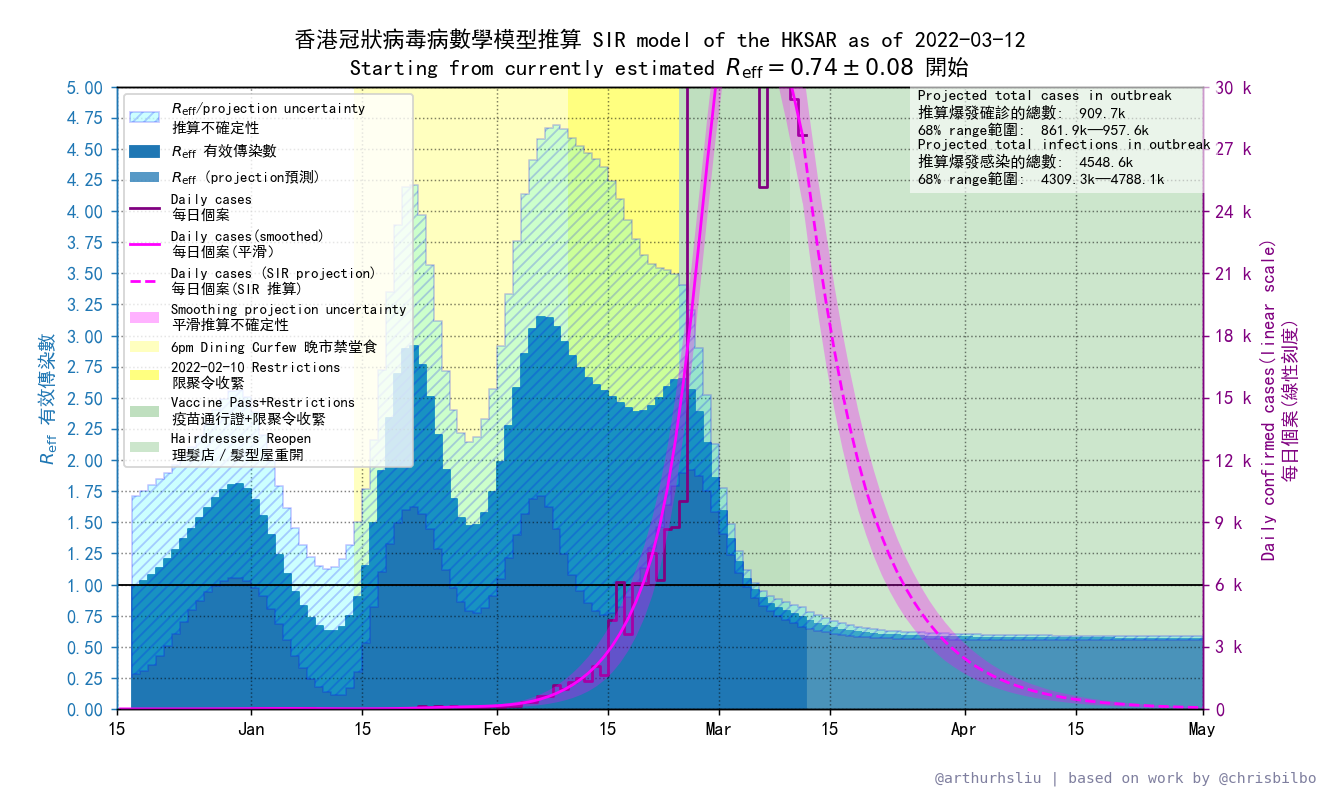 香港冠狀病毒病數學模型推算 SIR model of the HKSAR as of 2022-03-12
Starting from currently estimated Reff = 0.74 ± 0.08 開始
Reff/projection uncertainty
推算不確定性
Reff 有效傳染數
Reff (projection預測)
Daily cases
每日個案
Daily cases(smoothed)
每日個案(平滑)
Daily cases (SIR projection)
每日個案(SIR 推算)
Smoothing projection uncertainty
平滑推算不確定性
6pm Dining Curfew 晚市禁堂食
2022-02-10 Restrictions
限聚令收緊
Vaccine Pass+Restrictions
疫苗通行證+限聚令收緊
Hairdressers Reopen
理髮店 / 髮型屋重開
Projected total cases in outbreak
推算爆發確診的總數: 909.7k
68% range範圍: 861.9k—957.6k
Projected total infections in outbreak
推算爆發感染的總數: 4548.6k
68% range範圍: 4309.3k—4788.1k
Reff 有效傳染數
5.00
4.75
4.50
4.25
4.00
3.75
3.50
3.25
3.00
2.75
2.50
2.25
2.00
1.75
1.50
1.25
1.00
0.75
0.50
0.25
0.00
30 k
27 k
24 k
21 k
18 k
15 k
12 k
9 k
6 k
3 k
0
Daily confirmed cases(linear scale)
每日個案(線性刻度)
15
Jan
15
Feb
15
Mar
15
Apr
15
May
@arthurhsliu | based on work by @chrisbilbo